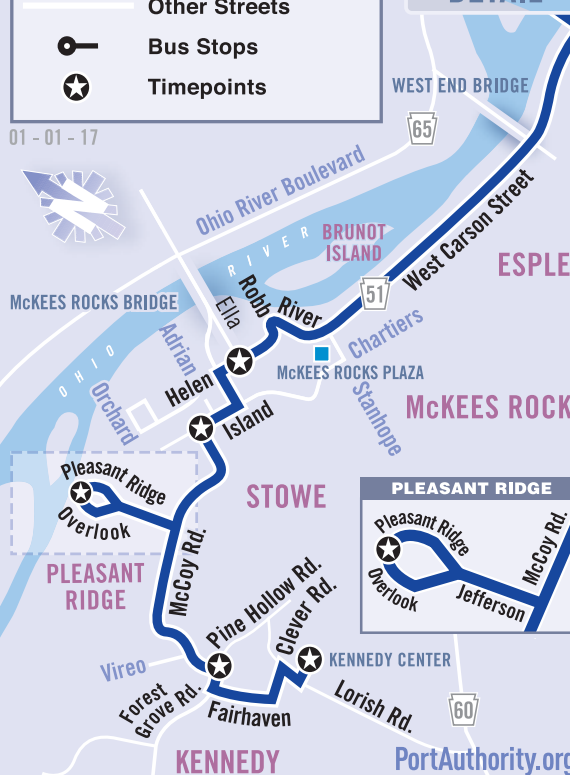 Other Streets
Bus Stops
Timepoints
DETAIL
01 - 01 - 17
WEST END BRIDGE
65
N
Ohio River Boulevard
BRUNOT
ISLAND
RIVER
West Carson Street
ESPLE
51
McKEES ROCKS BRIDGE
Ella
Robb
River
Chartiers
Adrian
OHIO
McKEES ROCKS PLAZA
Helen
Orchard
Island
Stanhope
McKEES ROCK
Pleasant Ridge
Overlook
STOWE
PLEASANT RIDGE
Pleasant Ridge
Overlook
Jefferson
McCoy Rd.
McCoy Rd.
PLEASANT
RIDGE
Pine Hollow Rd.
Clever Rd.
Vireo
KENNEDY CENTER
Forest
Grove Rd.
Fairhaven
Lorish Rd.
60
KENNEDY
PortAuthority.org